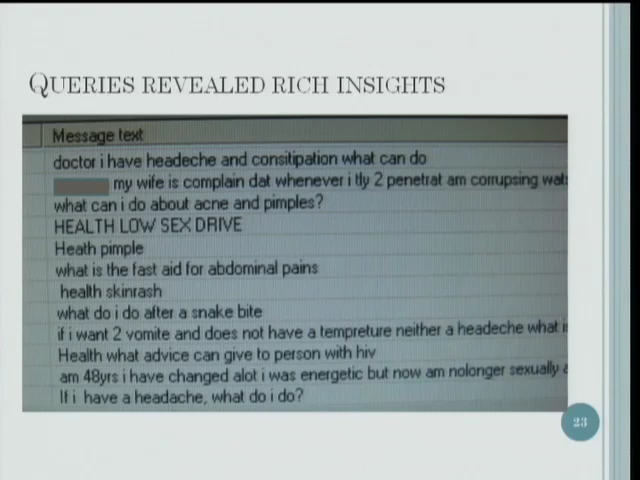 QUERIES REVEALED RICH INSIGHTS
Message text
doctor i have headeche and consitipation what can do
my wife is complain dat whenever i tly 2 penetrat am corrupsing wat
what can i do about acne and pimples?
HEALTH LOW SEX DRIVE
Heath pimple
what is the fast aid for abdominal pains
health skinrash
what do i do after a snake bite
if i want 2 vomite and does not have a tempreture neither a headeche what is
Health what advice can give to person with hiv
am 48yrs i have changed alot i was energetic but now am nolonger sexually a
If i have a headache, what do i do?
23